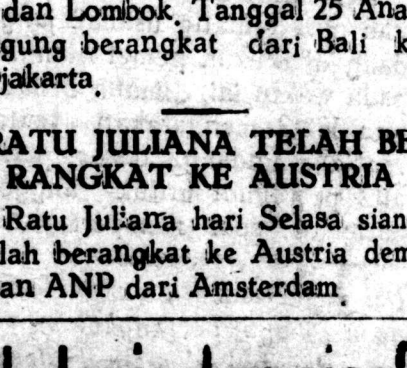 dan Lombok. Tanggal 25 Ana
gung berangkat dari Bali k
jakarta.
RATU JULIANA TELAH BE
RANGKAT KE AUSTRIA
Ratu Juliana hari Selasa sian
lah berangkat ke Austria dem
an ANP dari Amsterdam.